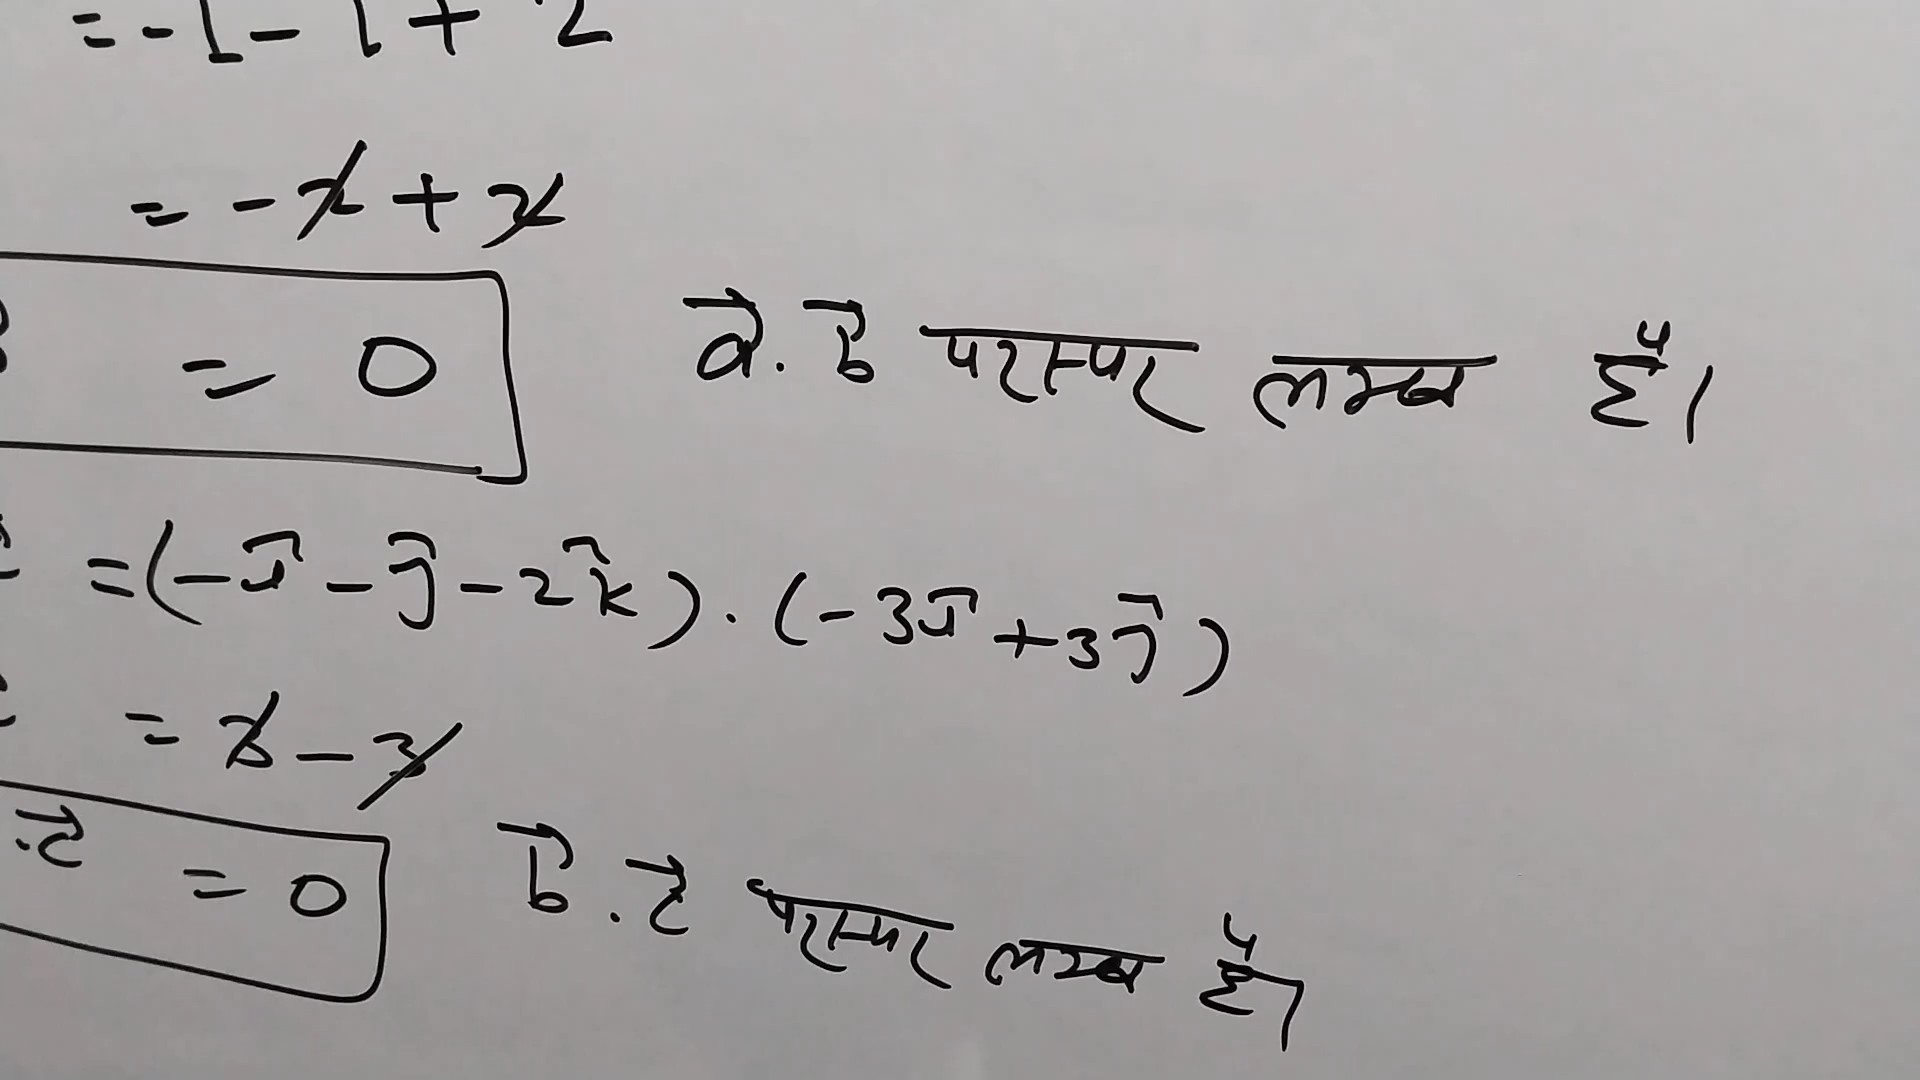 = -1 - 1 + 2
= -2 + 2
= 0 a⃗ . b⃗ परस्पर लम्ब हैं।
= (-î - ĵ - 2k̂) . (-3î + 3ĵ)
= 3 - 3
. c⃗ = 0 b⃗ . c⃗ परस्पर लम्ब हैं।